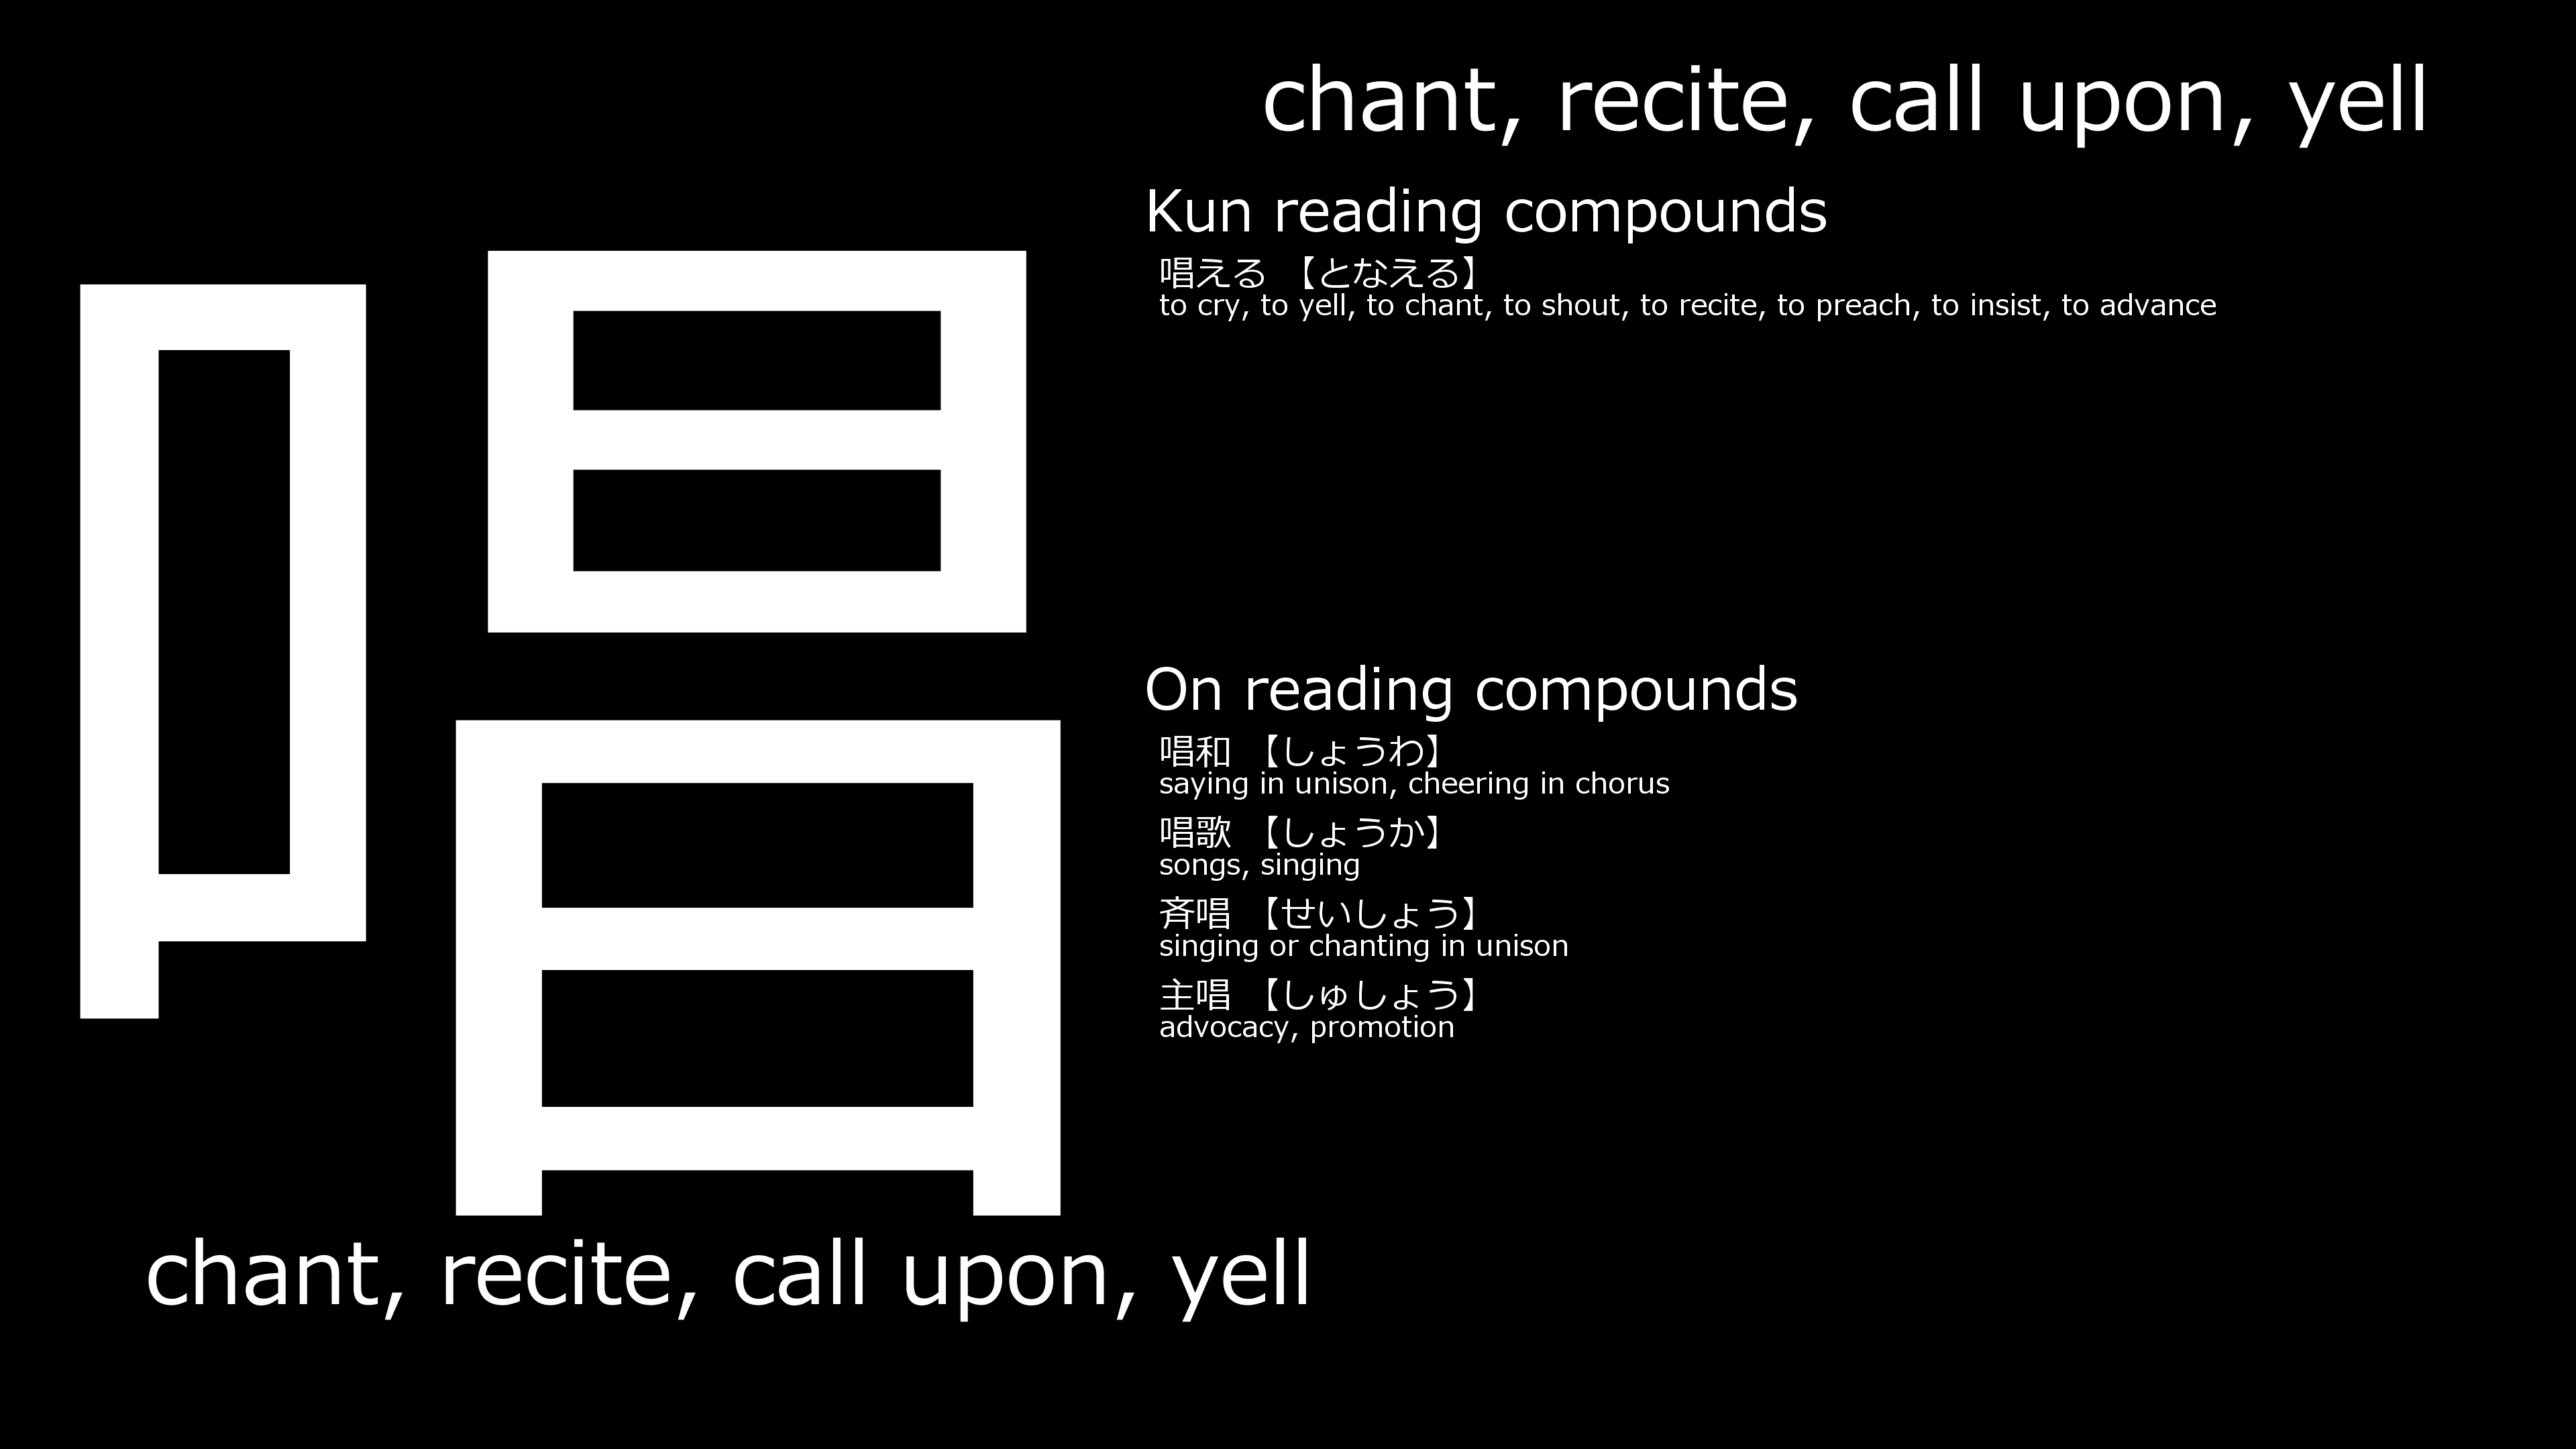 唱
chant, recite, call upon, yell
chant, recite, call upon, yell
Kun reading compounds
唱える 【となえる】
to cry, to yell, to chant, to shout, to recite, to preach, to insist, to advance
On reading compounds
唱和 【しょうわ】
saying in unison, cheering in chorus
唱歌 【しょうか】
songs, singing
斉唱 【せいしょう】
singing or chanting in unison
主唱 【しゅしょう】
advocacy, promotion